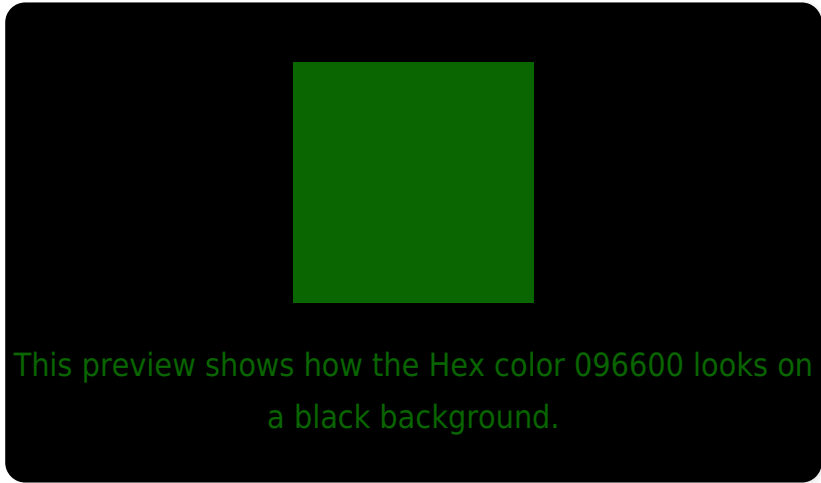 This preview shows how the Hex color 096600 looks on
a black background.